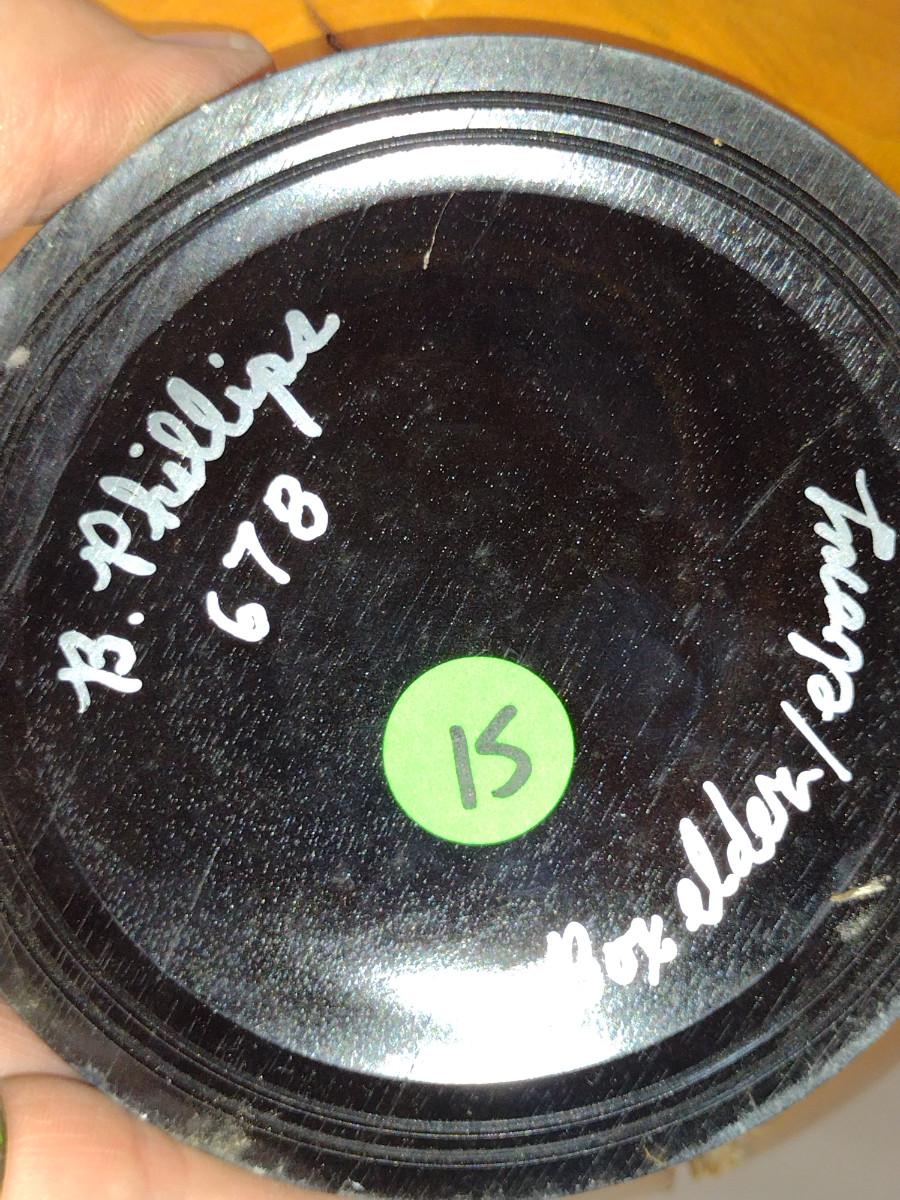 B. Phillips
678
15
Box elder/ebony